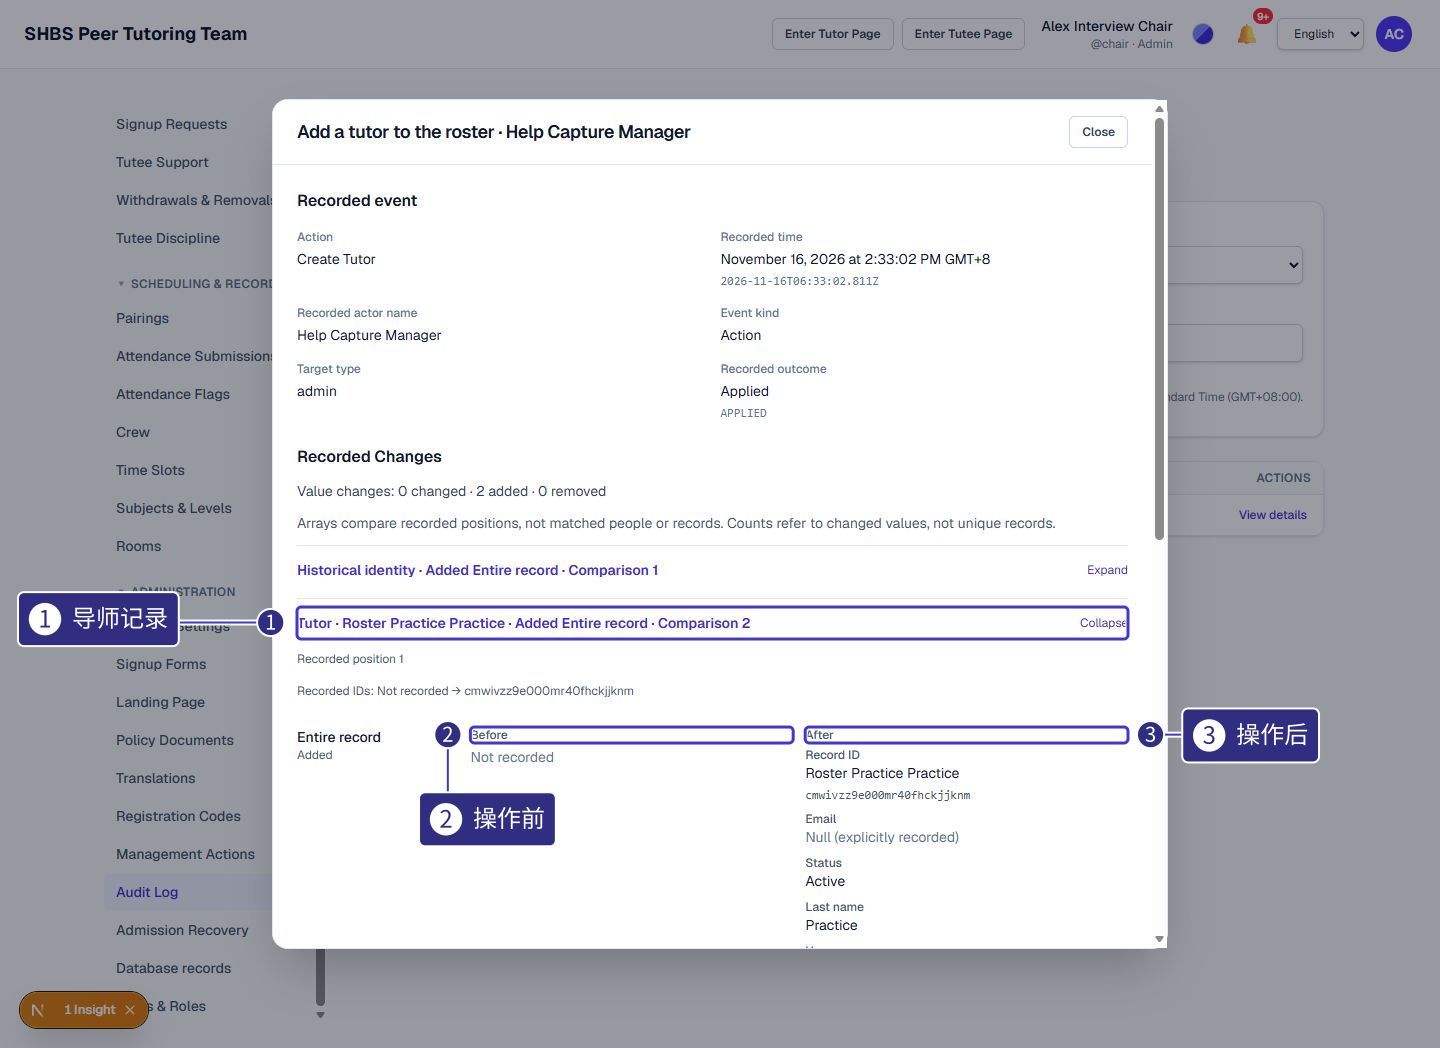 SHBS Peer Tutoring Team
Enter Tutor Page
Enter Tutee Page
Alex Interview Chair
@chair · Admin
9+
English
AC
Signup Requests
Tutee Support
Withdrawals & Removals
Tutee Discipline
SCHEDULING & RECORD
Pairings
Attendance Submissions
Attendance Flags
Crew
Time Slots
Subjects & Levels
Rooms
ADMINISTRATION
Settings
Signup Forms
Landing Page
Policy Documents
Translations
Registration Codes
Management Actions
Audit Log
Admission Recovery
Database records
s & Roles
N 1 Insight ×
Add a tutor to the roster · Help Capture Manager
Close
Recorded event
Action
Create Tutor
Recorded time
November 16, 2026 at 2:33:02 PM GMT+8
2026-11-16T06:33:02.811Z
Recorded actor name
Help Capture Manager
Event kind
Action
Target type
admin
Recorded outcome
Applied
APPLIED
Recorded Changes
Value changes: 0 changed · 2 added · 0 removed
Arrays compare recorded positions, not matched people or records. Counts refer to changed values, not unique records.
Historical identity · Added Entire record · Comparison 1
Expand
1 导师记录
1
Tutor · Roster Practice Practice · Added Entire record · Comparison 2
Collapse
Recorded position 1
Recorded IDs: Not recorded → cmwivzz9e000mr40fhckjjknm
Entire record
Added
2
Before
Not recorded
2 操作前
After
3
3 操作后
Record ID
Roster Practice Practice
cmwivzz9e000mr40fhckjjknm
Email
Null (explicitly recorded)
Status
Active
Last name
Practice
ndard Time (GMT+08:00).
ACTIONS
View details